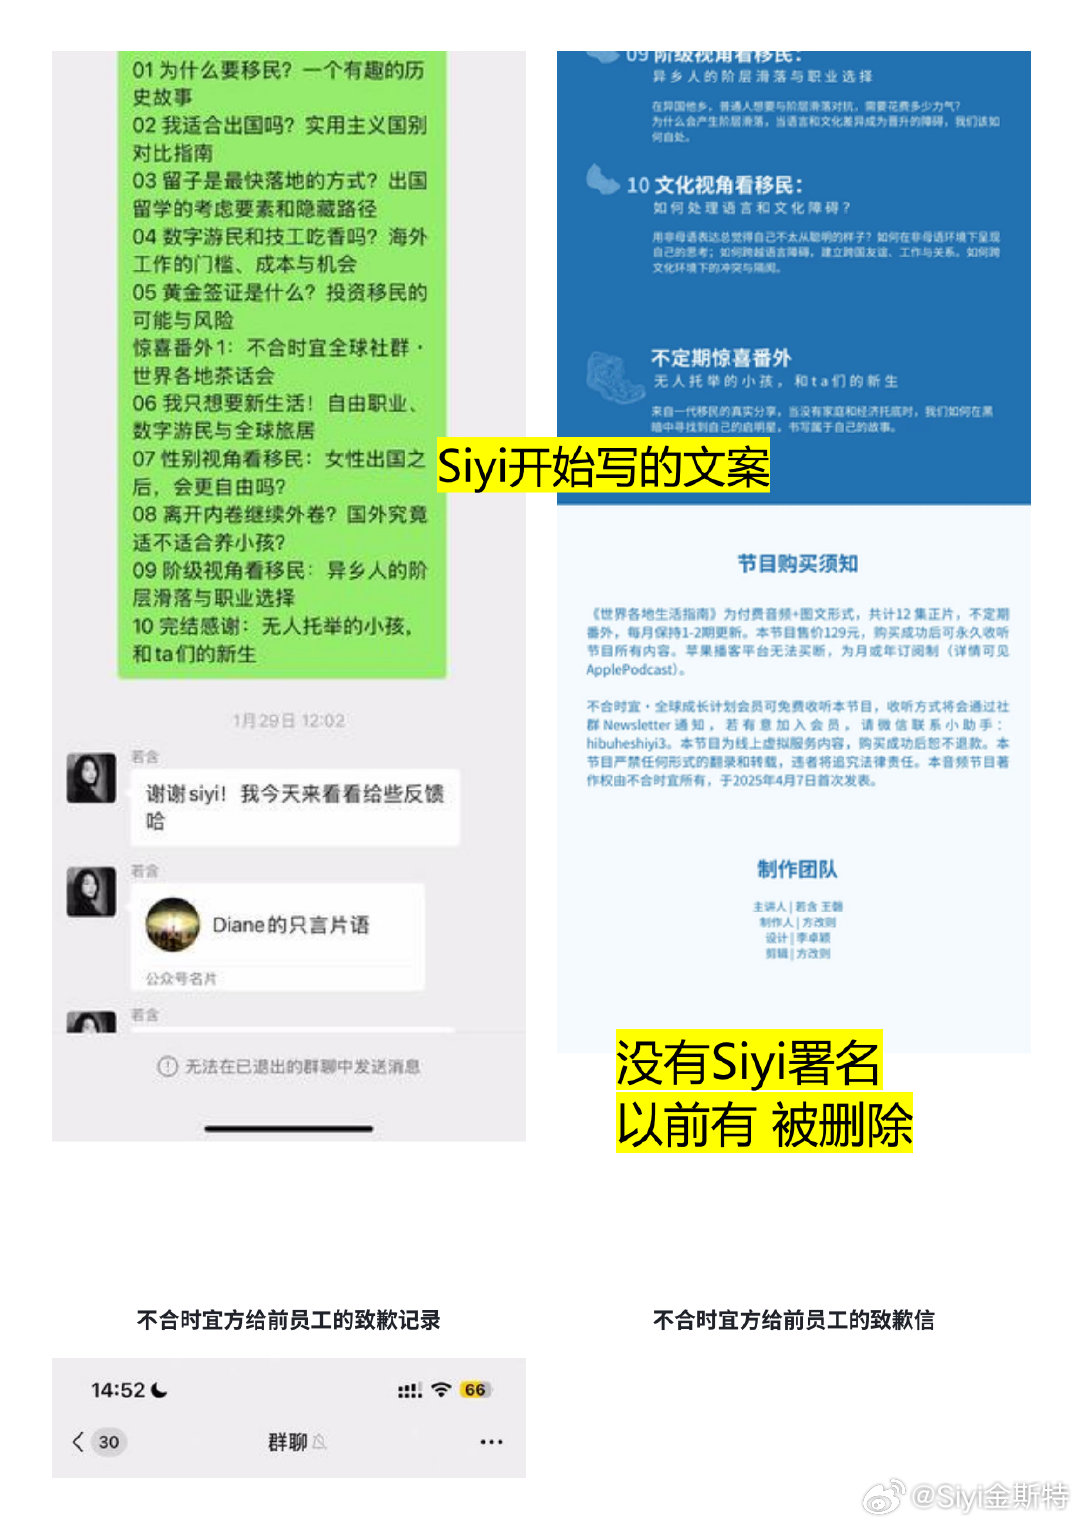 01 为什么要移民？一个有趣的历
史故事
02 我适合出国吗？实用主义国别
对比指南
03 留子是最快落地的方式？出国
留学的考虑要素和隐藏路径
04 数字游民和技工吃香吗？海外
工作的门槛、成本与机会
05 黄金签证是什么？投资移民的
可能与风险
惊喜番外1：不合时宜全球社群·
世界各地茶话会
06 我只想要新生活！自由职业、
数字游民与全球旅居
07 性别视角看移民：女性出国之
后，会更自由吗？
08 离开内卷继续外卷？国外究竟
适不适合养小孩？
09 阶级视角看移民：异乡人的阶
层滑落与职业选择
10 完结感谢：无人托举的小孩，
和ta们的新生
1月29日 12:02
若含
谢谢siyi！我今天来看看给些反馈
哈
若含
Diane的只言片语
公众号名片
若含
无法在已退出的群聊中发送消息
09 阶级视角看移民：
异乡人的阶层滑落与职业选择
在异国他乡，普通人想要与阶层滑落对抗，需要花费多少力气？
为什么会产生阶层滑落，当语言和文化差异成为晋升的障碍，我们该如
何自处。
10 文化视角看移民：
如何处理语言和文化障碍？
用非母语表达总觉得自己不太从聪明的样子？如何在非母语环境下呈现
自己的思考；如何跨越语言障碍，建立跨国友谊、工作与关系。如何跨
文化环境下的冲突与隔阂。
不定期惊喜番外
无人托举的小孩，和ta们的新生
来自一代移民的真实分享，当没有家庭和经济托底时，我们如何在黑
暗中寻找到自己的启明星，书写属于自己的故事。
Siyi开始写的文案
节目购买须知
《世界各地生活指南》为付费音频+图文形式，共计12集正片，不定期
番外，每月保持1-2期更新。本节目售价129元，购买成功后可永久收听
节目所有内容。苹果播客平台无法买断，为月或年订阅制（详情可见
ApplePodcast）。
不合时宜·全球成长计划会员可免费收听本节目，收听方式将会通过社
群Newsletter通知，若有意加入会员，请微信联系小助手：
hibuheshiyi3。本节目为线上虚拟服务内容，购买成功后恕不退款。本
节目严禁任何形式的翻录和转载，违者将追究法律责任。本音频节目著
作权由不合时宜所有，于2025年4月7日首次发表。
制作团队
主讲人|若含 王磬
制作人|方改则
设计|李卓颖
剪辑|方改则
没有Siyi署名
以前有 被删除
不合时宜方给前员工的致歉记录
不合时宜方给前员工的致歉信
14:52
66
30
群聊
@Siyi金斯特